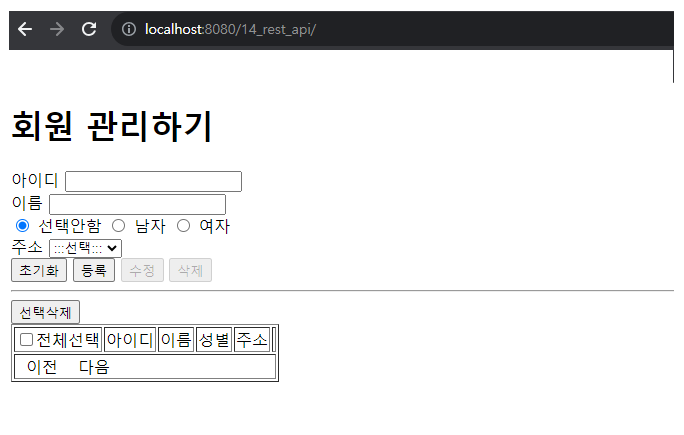 localhost:8080/14_rest_api/
회원 관리하기
아이디
이름
선택안함 남자 여자
주소 :::선택:::
초기화 등록 수정 삭제
선택삭제
전체선택 아이디 이름 성별 주소
이전 다음